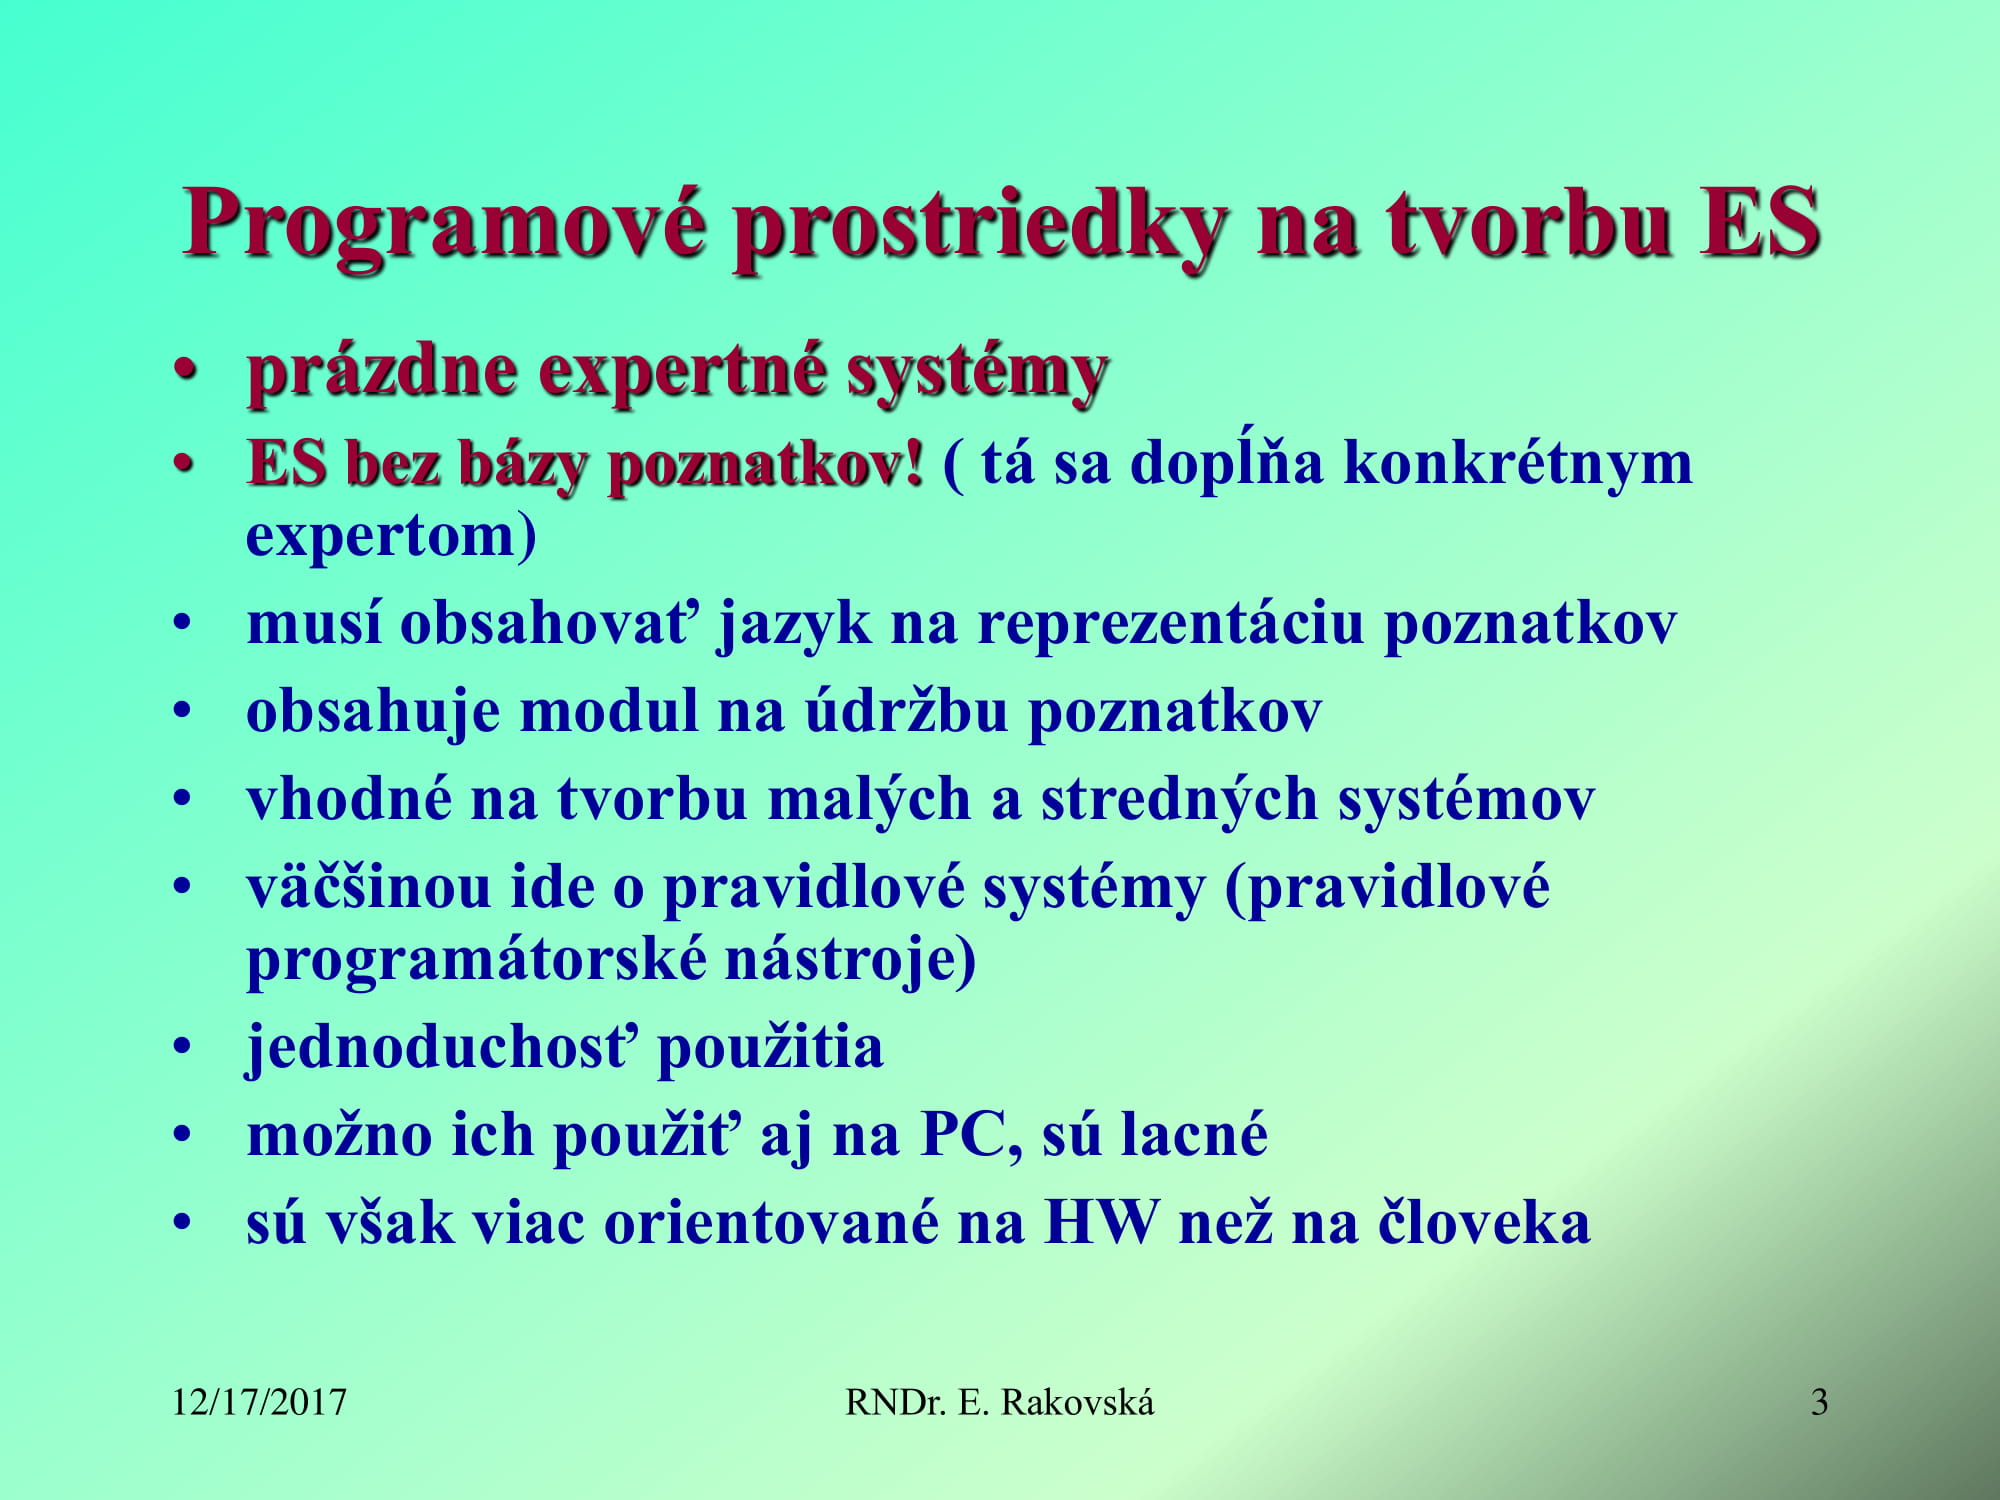 Programové prostriedky na tvorbu ES
• prázdne expertné systémy
• ES bez bázy poznatkov! ( tá sa dopĺňa konkrétnym
expertom)
• musí obsahovať jazyk na reprezentáciu poznatkov
• obsahuje modul na údržbu poznatkov
• vhodné na tvorbu malých a stredných systémov
• väčšinou ide o pravidlové systémy (pravidlové
programátorské nástroje)
• jednoduchosť použitia
• možno ich použiť aj na PC, sú lacné
• sú však viac orientované na HW než na človeka
12/17/2017 RNDr. E. Rakovská 3